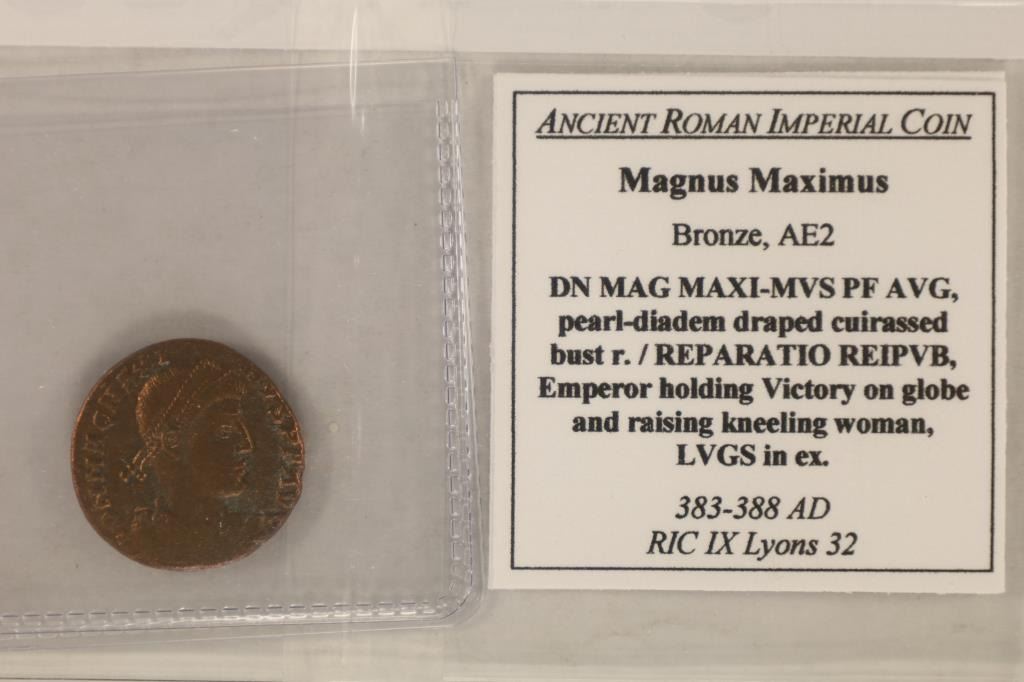 ANCIENT ROMAN IMPERIAL COIN
Magnus Maximus
Bronze, AE2
DN MAG MAXI-MVS PF AVG,
pearl-diadem draped cuirassed
bust r. / REPARATIO REIPVB,
Emperor holding Victory on globe
and raising kneeling woman,
LVGS in ex.
383-388 AD
RIC IX Lyons 32